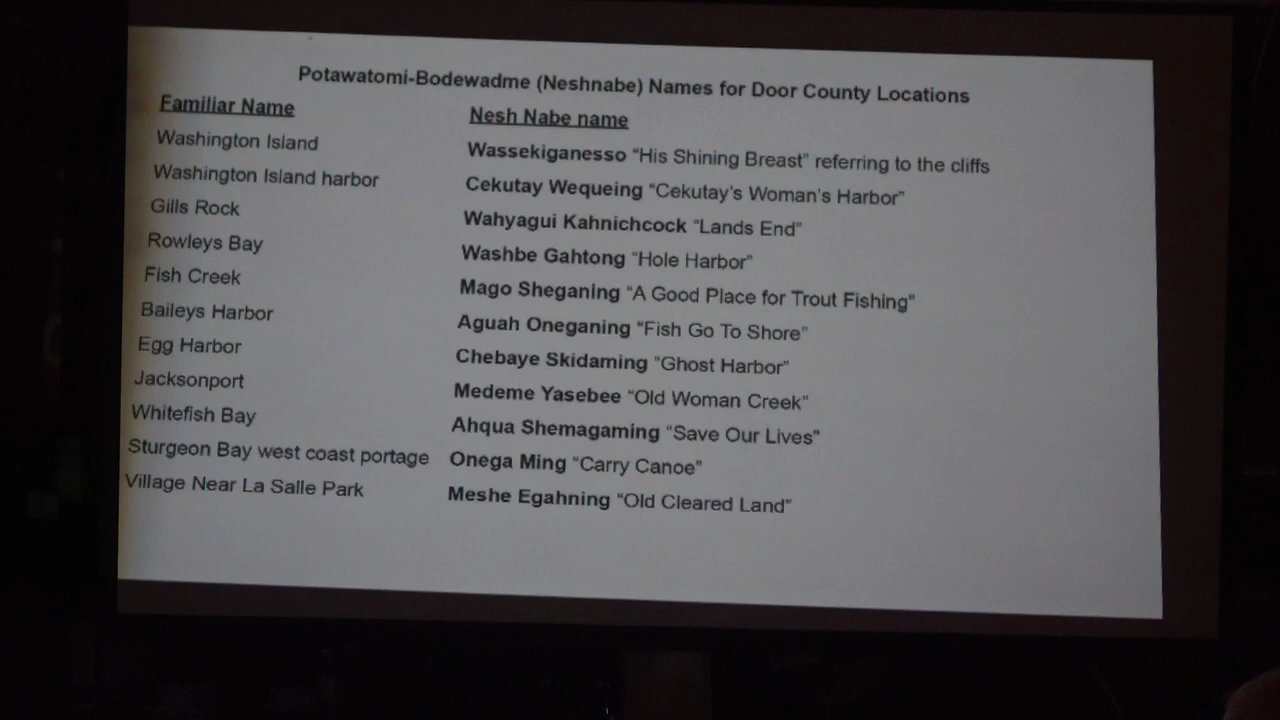 Potawatomi-Bodewadme (Neshnabe) Names for Door County Locations
Familiar Name Nesh Nabe name
Washington Island Wassekiganesso “His Shining Breast” referring to the cliffs
Washington Island harbor Cekutay Wequeing “Cekutay's Woman's Harbor”
Gills Rock Wahyagui Kahnichcock “Lands End”
Rowleys Bay Washbe Gahtong “Hole Harbor”
Fish Creek Mago Sheganing “A Good Place for Trout Fishing”
Baileys Harbor Aguah Oneganing “Fish Go To Shore”
Egg Harbor Chebaye Skidaming “Ghost Harbor”
Jacksonport Medeme Yasebee “Old Woman Creek”
Whitefish Bay Ahqua Shemagaming “Save Our Lives”
Sturgeon Bay west coast portage Onega Ming “Carry Canoe”
Village Near La Salle Park Meshe Egahning “Old Cleared Land”